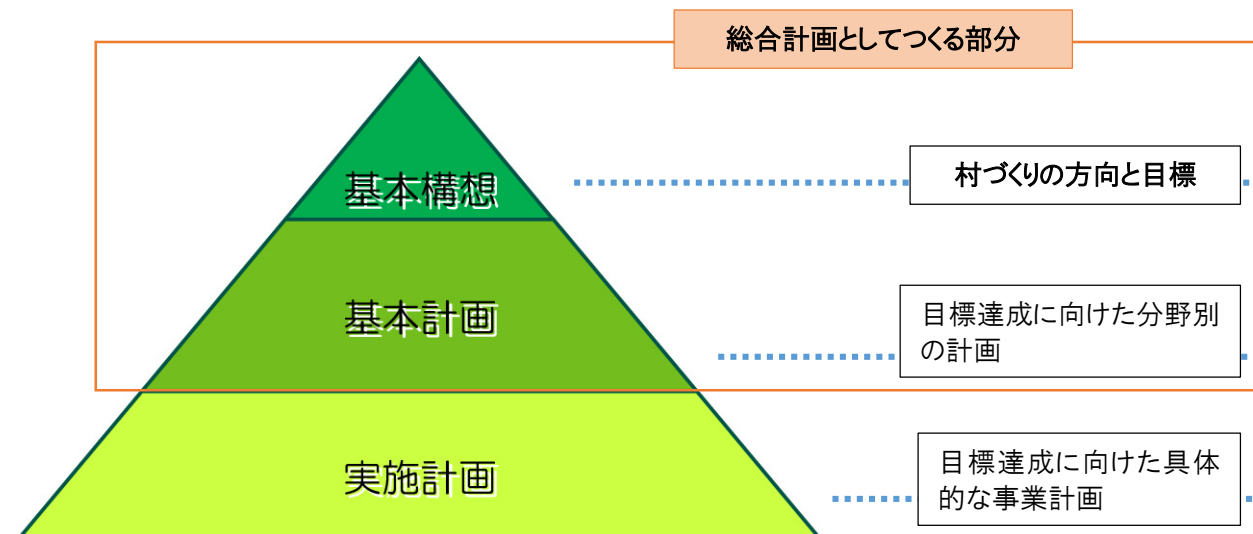 総合計画としてつくる部分
基本構想
村づくりの方向と目標
基本計画
目標達成に向けた分野別
の計画
実施計画
目標達成に向けた具体
的な事業計画